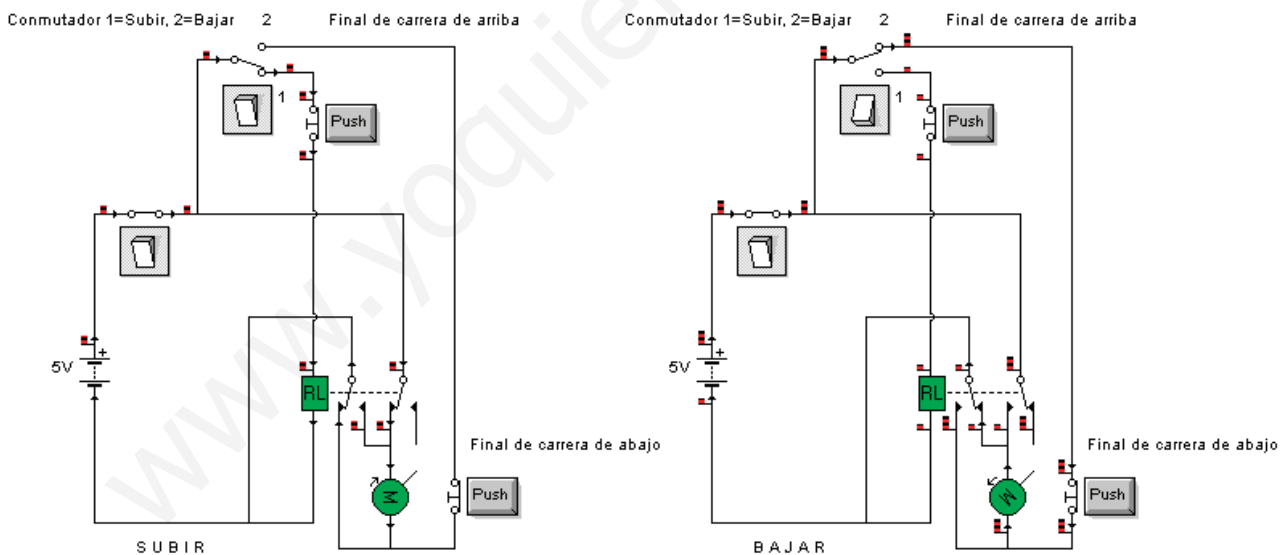 Conmutador 1=Subir, 2=Bajar 2 Final de carrera de arriba
1
Push
5V
+
RL
Final de carrera de abajo
M
Push
SUBIR
Conmutador 1=Subir, 2=Bajar 2 Final de carrera de arriba
1
Push
5V
+
RL
Final de carrera de abajo
M
Push
BAJAR
www.yoquie